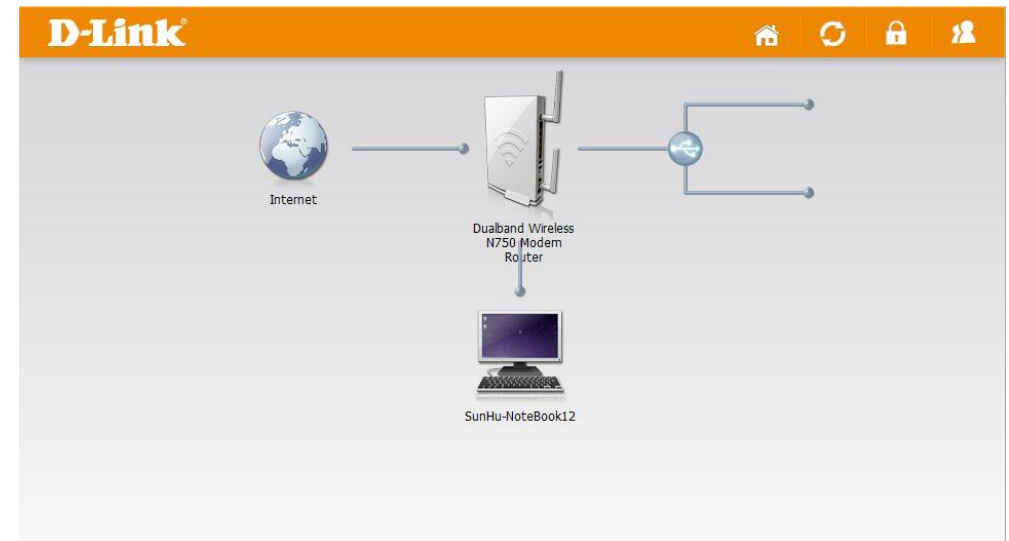 D-Link
Internet
Dualband Wireless
N750 Modem
Router
SunHu-NoteBook12